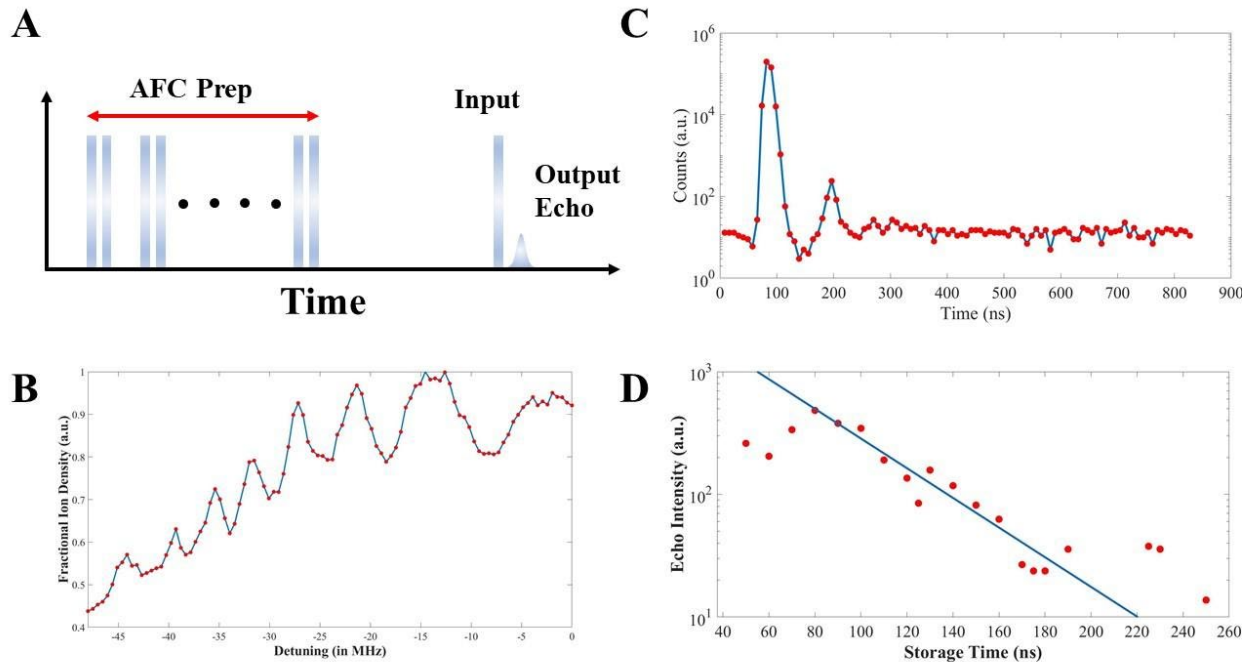 A
AFC Prep
Input
Output
Echo
Time
C
Counts (a.u.)
10^6
10^4
10^2
10^0
0 100 200 300 400 500 600 700 800 900
Time (ns)
B
Fractional Ion Density (a.u.)
1
0.9
0.8
0.7
0.6
0.5
0.4
-45 -40 -35 -30 -25 -20 -15 -10 -5 0
Detuning (in MHz)
D
Echo Intensity (a.u.)
10^3
10^2
10^1
40 60 80 100 120 140 160 180 200 220 240 260
Storage Time (ns)